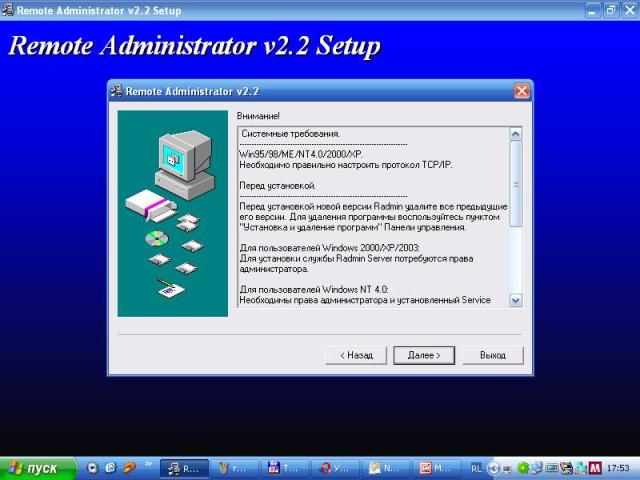 Remote Administrator v2.2 Setup
Remote Administrator v2.2 Setup
Remote Administrator v2.2
Внимание!
Системные требования.
------------------------------------------------------------
Win95/98/ME/NT4.0/2000/XP.
Необходимо правильно настроить протокол TCP/IP.
Перед установкой.
------------------------------------------------------------
Перед установкой новой версии Radmin удалите все предыдущие
его версии. Для удаления программы воспользуйтесь пунктом
"Установка и удаление программ" Панели управления.
Для пользователей Windows 2000/XP/2003:
Для установки службы Radmin Server потребуются права
администратора.
Для пользователей Windows NT 4.0:
Необходимы права администратора и установленный Service
< Назад
Далее >
Выход
пуск
R...
r...
T...
У...
N...
M...
RL
17:53